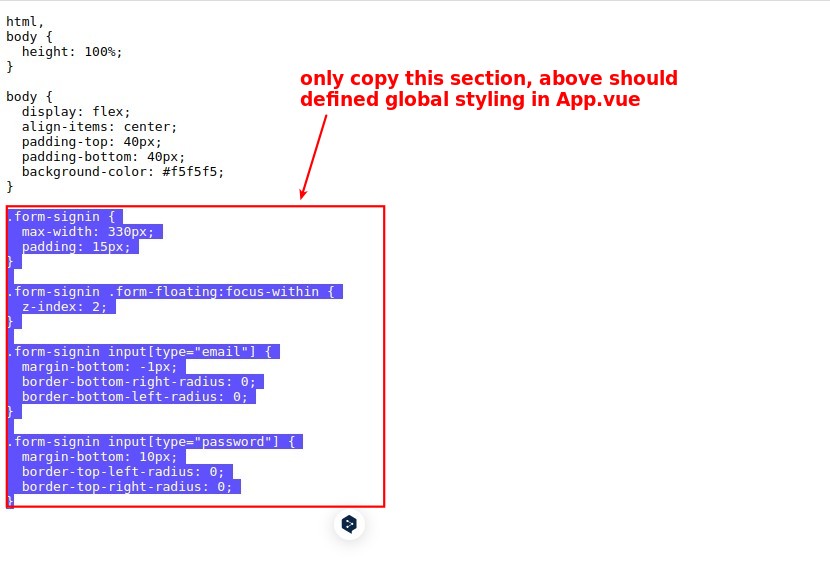 html,
body {
  height: 100%;
}
only copy this section, above should
defined global styling in App.vue
body {
  display: flex;
  align-items: center;
  padding-top: 40px;
  padding-bottom: 40px;
  background-color: #f5f5f5;
}
.form-signin {
  max-width: 330px;
  padding: 15px;
}
.form-signin .form-floating:focus-within {
  z-index: 2;
}
.form-signin input[type="email"] {
  margin-bottom: -1px;
  border-bottom-right-radius: 0;
  border-bottom-left-radius: 0;
}
.form-signin input[type="password"] {
  margin-bottom: 10px;
  border-top-left-radius: 0;
  border-top-right-radius: 0;
}